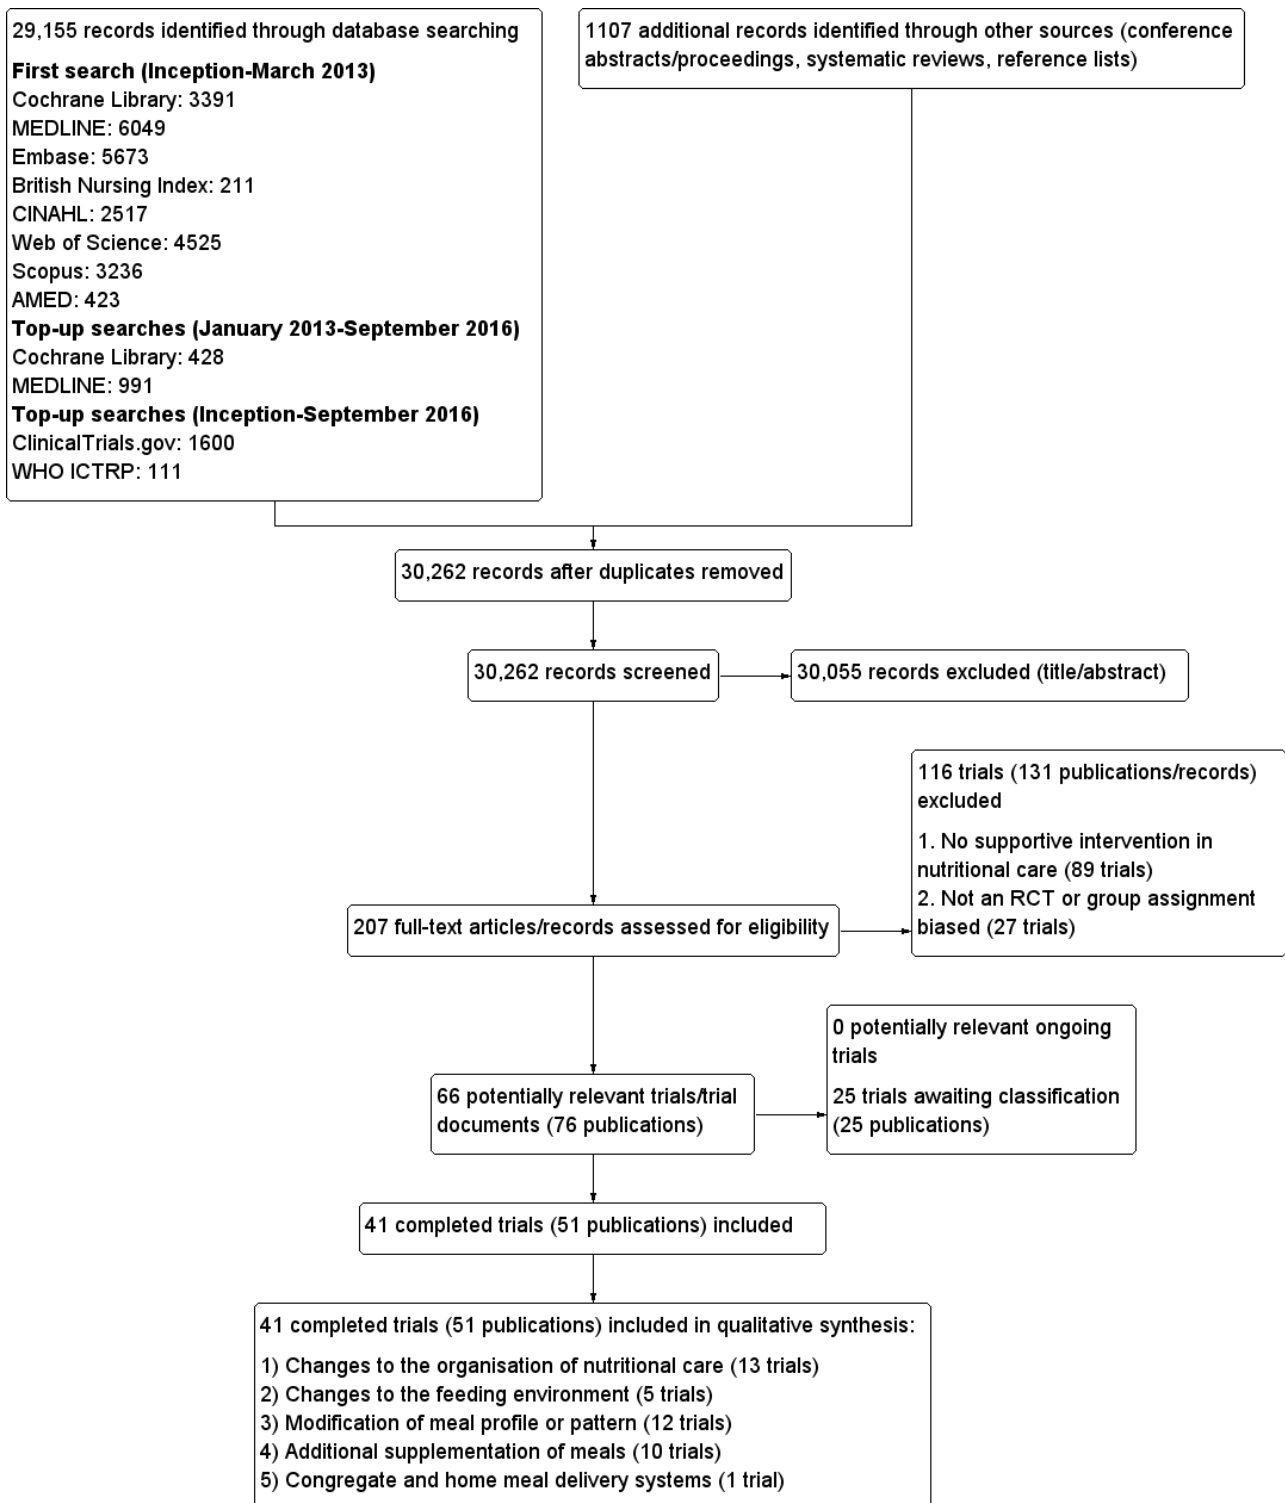 29,155 records identified through database searching
First search (Inception-March 2013)
Cochrane Library: 3391
MEDLINE: 6049
Embase: 5673
British Nursing Index: 211
CINAHL: 2517
Web of Science: 4525
Scopus: 3236
AMED: 423
Top-up searches (January 2013-September 2016)
Cochrane Library: 428
MEDLINE: 991
Top-up searches (Inception-September 2016)
ClinicalTrials.gov: 1600
WHO ICTRP: 111
1107 additional records identified through other sources (conference
abstracts/proceedings, systematic reviews, reference lists)
30,262 records after duplicates removed
30,262 records screened
30,055 records excluded (title/abstract)
207 full-text articles/records assessed for eligibility
116 trials (131 publications/records)
excluded
1. No supportive intervention in
nutritional care (89 trials)
2. Not an RCT or group assignment
biased (27 trials)
66 potentially relevant trials/trial
documents (76 publications)
0 potentially relevant ongoing
trials
25 trials awaiting classification
(25 publications)
41 completed trials (51 publications) included
41 completed trials (51 publications) included in qualitative synthesis:
1) Changes to the organisation of nutritional care (13 trials)
2) Changes to the feeding environment (5 trials)
3) Modification of meal profile or pattern (12 trials)
4) Additional supplementation of meals (10 trials)
5) Congregate and home meal delivery systems (1 trial)